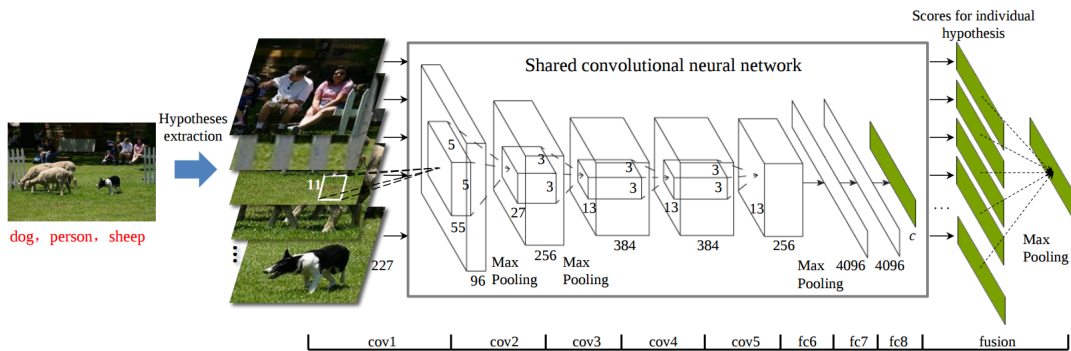 Scores for individual
hypothesis
Shared convolutional neural network
Hypotheses
extraction
dog，person，sheep
11
227
5
5
55
96
Max
Pooling
3
3
27
256
Max
Pooling
3
3
13
384
3
3
13
384
13
256
Max
Pooling
4096
4096
c
...
Max
Pooling
cov1
cov2
cov3
cov4
cov5
fc6
fc7
fc8
fusion